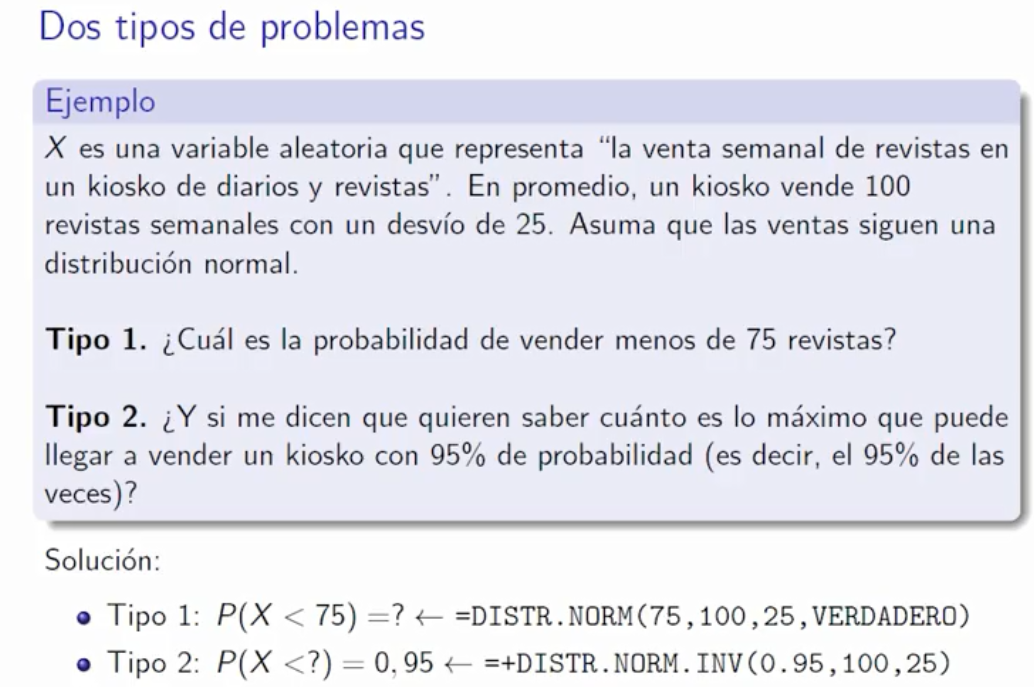 Dos tipos de problemas
Ejemplo
X es una variable aleatoria que representa “la venta semanal de revistas en
un kiosko de diarios y revistas”. En promedio, un kiosko vende 100
revistas semanales con un desvío de 25. Asuma que las ventas siguen una
distribución normal.
Tipo 1. ¿Cuál es la probabilidad de vender menos de 75 revistas?
Tipo 2. ¿Y si me dicen que quieren saber cuánto es lo máximo que puede
llegar a vender un kiosko con 95% de probabilidad (es decir, el 95% de las
veces)?
Solución:
• Tipo 1: P(X < 75) =? ← =DISTR.NORM(75,100,25,VERDADERO)
• Tipo 2: P(X <?) = 0, 95 ← =+DISTR.NORM.INV(0.95,100,25)